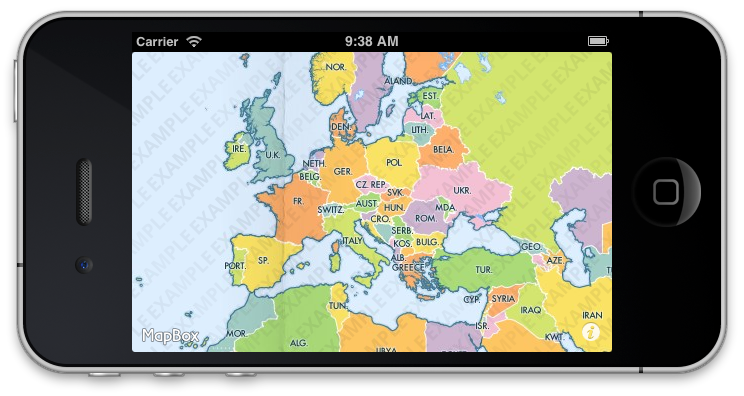 Carrier 9:38 AM
NOR.
ÅLAND
EST.
LAT.
LITH.
DEN.
IRE.
U.K.
BELA.
NETH.
BELG.
GER.
POL
CZ. REP.
UKR.
SVK.
FR.
SWITZ.
AUST.
HUN.
MDA.
CRO.
ROM.
SERB.
ITALY
KOS.
BULG.
GEO.
PORT.
SP.
ALB.
GREECE
TUR.
AZE.
TUN.
CYP.
SYRIA
IRAQ
IRAN
MOR.
ALG.
ISR.
KWT.
MapBox
i
EXAMPLE EXAMPLE EXAMPLE